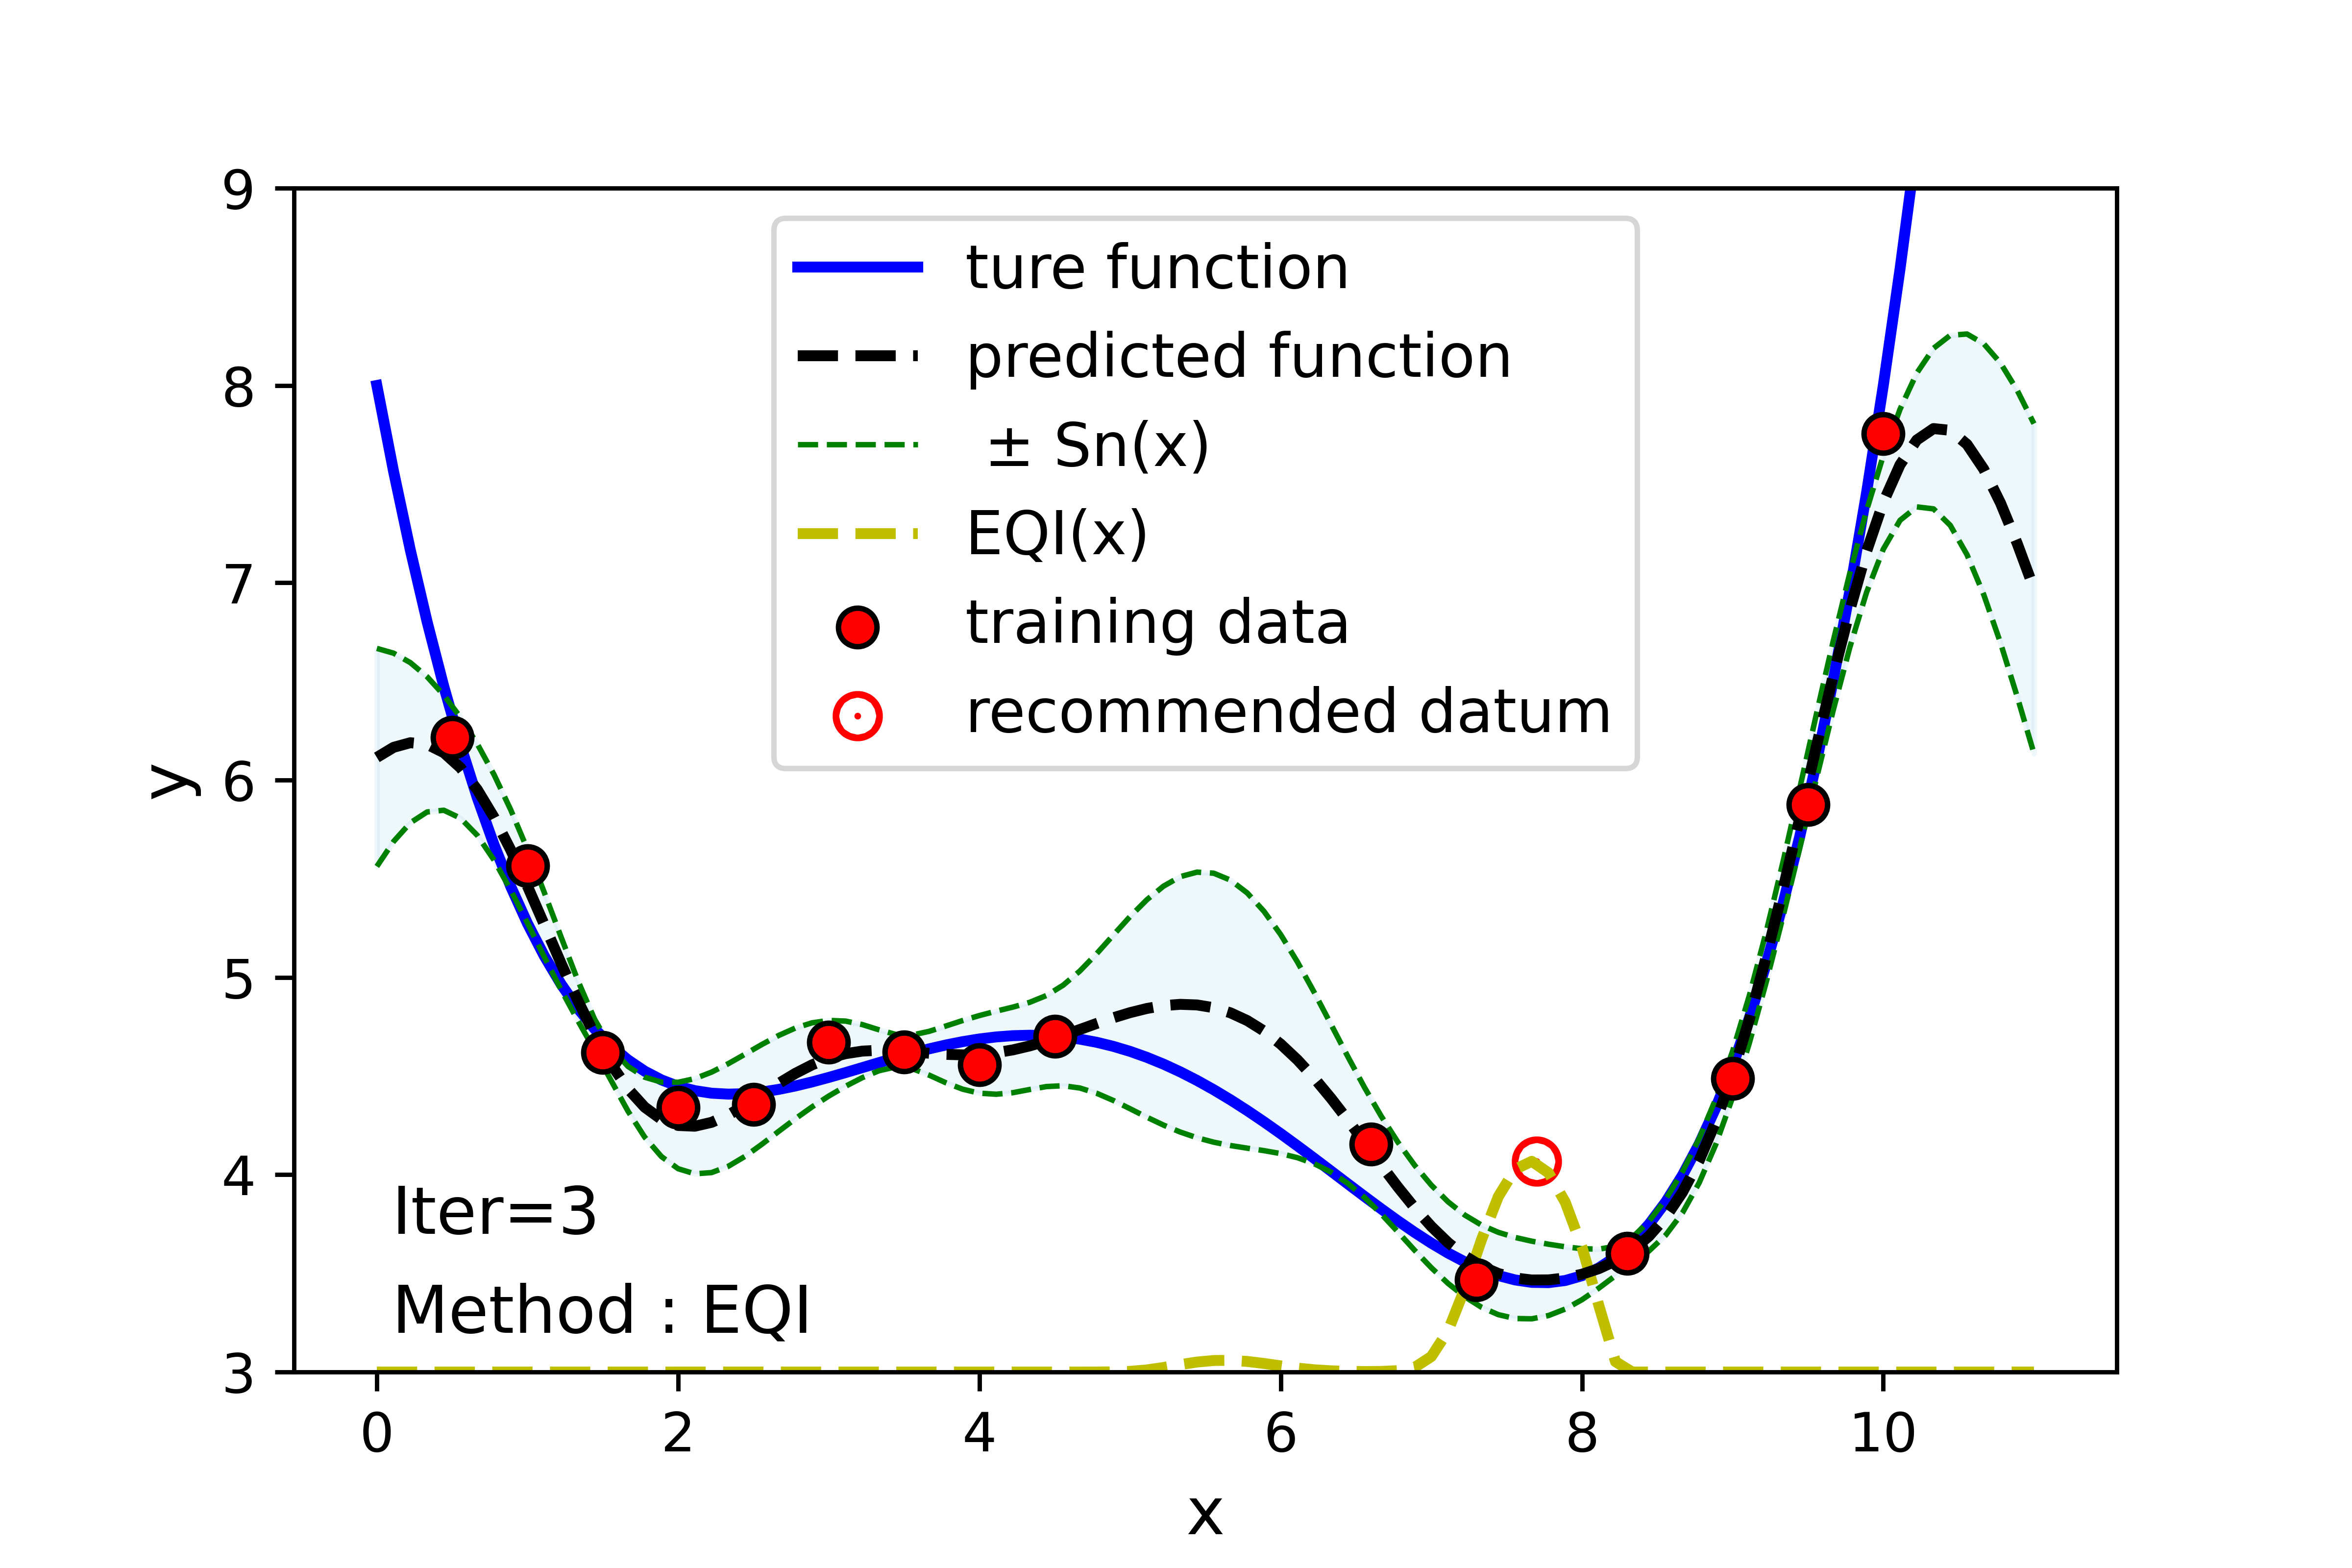 9
8
7
6
5
4
3
y
ture function
predicted function
± Sn(x)
EQI(x)
training data
recommended datum
Iter=3
Method : EQI
0 2 4 6 8 10
x